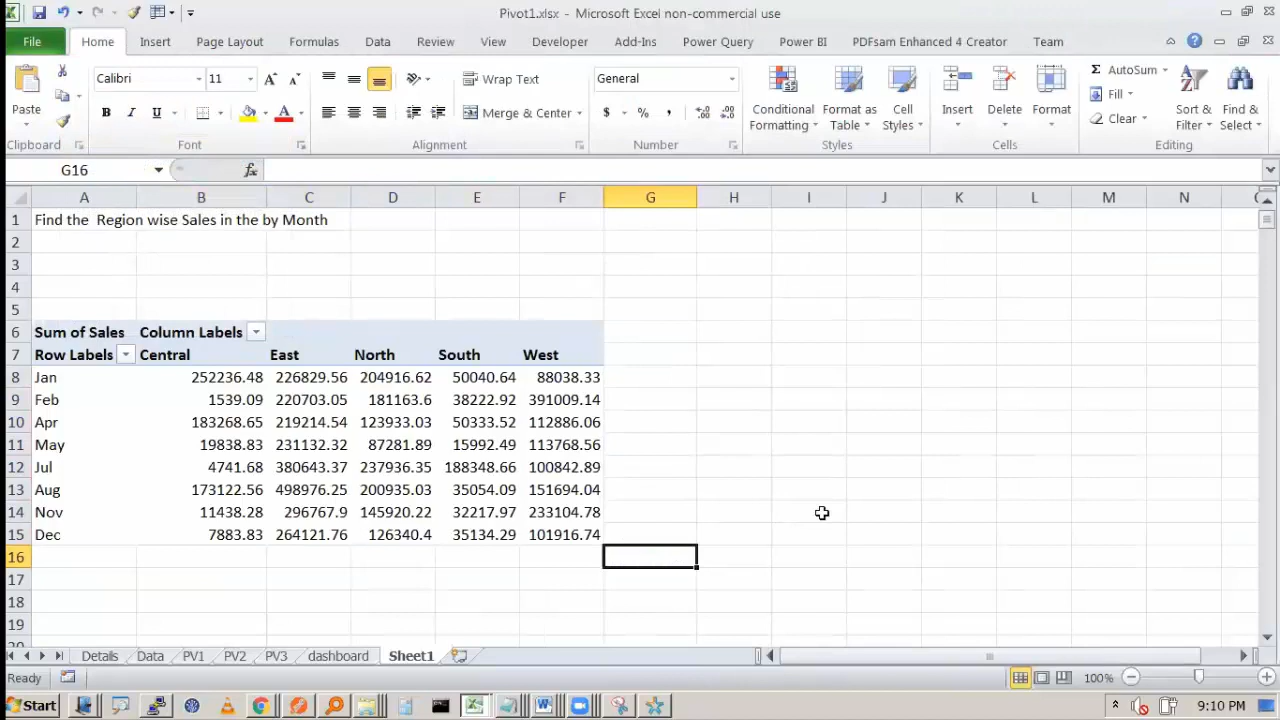 Pivot1.xlsx - Microsoft Excel non-commercial use
File Home Insert Page Layout Formulas Data Review View Developer Add-Ins Power Query Power BI PDFsam Enhanced 4 Creator Team
Paste
Calibri 11
B I U A
Wrap Text
Merge & Center
General
$ %
Conditional Formatting
Format as Table
Cell Styles
Insert Delete Format
Σ AutoSum
Fill
Clear
Sort & Filter
Find & Select
Clipboard Font Alignment Number Styles Cells Editing
G16 fx
A B C D E F G H I J K L M N
1 Find the Region wise Sales in the by Month
2
3
4
5
6 Sum of Sales Column Labels
7 Row Labels Central East North South West
8 Jan 252236.48 226829.56 204916.62 50040.64 88038.33
9 Feb 1539.09 220703.05 181163.6 38222.92 391009.14
10 Apr 183268.65 219214.54 123933.03 50333.52 112886.06
11 May 19838.83 231132.32 87281.89 15992.49 113768.56
12 Jul 4741.68 380643.37 237936.35 188348.66 100842.89
13 Aug 173122.56 498976.25 200935.03 35054.09 151694.04
14 Nov 11438.28 296767.9 145920.22 32217.97 233104.78
15 Dec 7883.83 264121.76 126340.4 35134.29 101916.74
16
17
18
19
Details Data PV1 PV2 PV3 dashboard Sheet1
Ready 100%
Start 9:10 PM